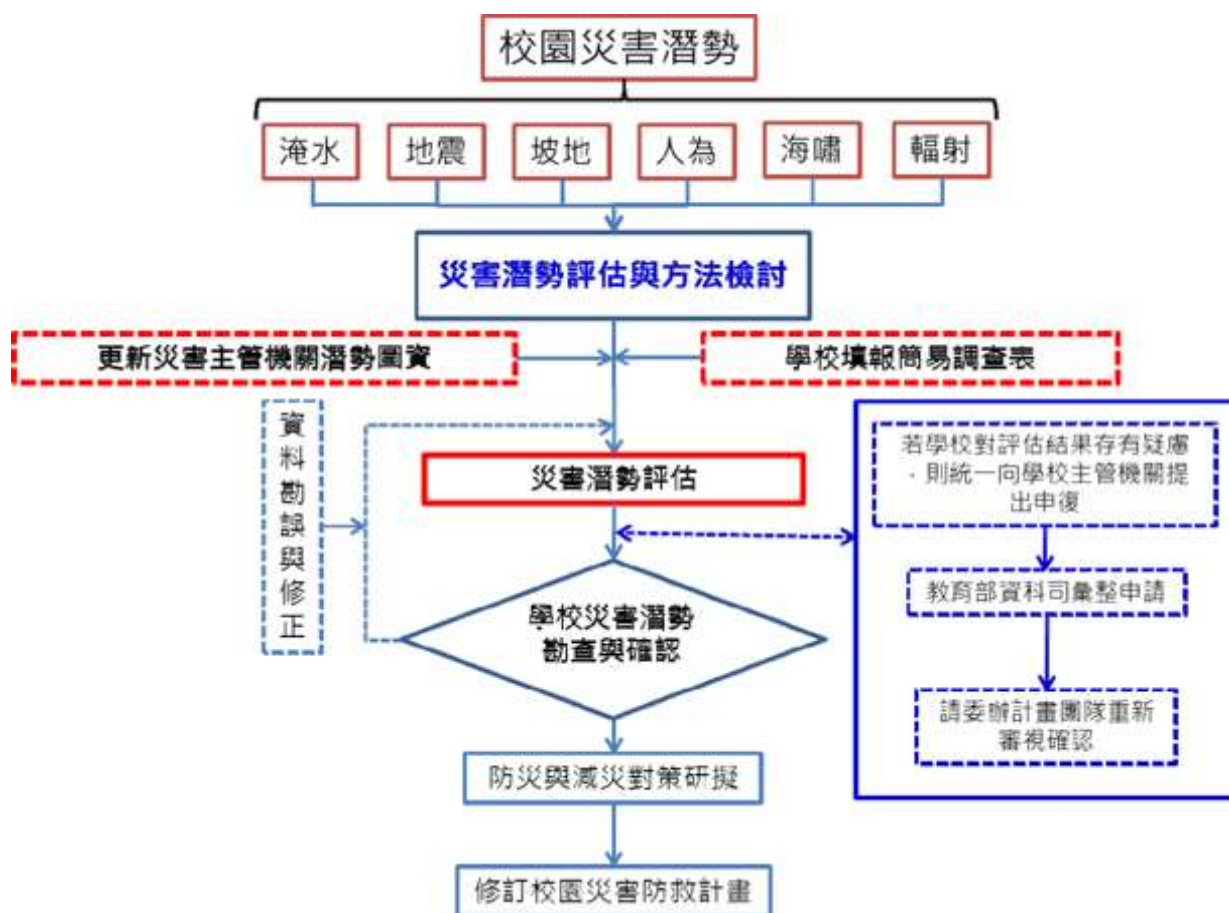 校園災害潛勢
淹水
地震
坡地
人為
海嘯
輻射
災害潛勢評估與方法檢討
更新災害主管機關潛勢圖資
學校填報簡易調查表
資料勘誤與修正
災害潛勢評估
若學校對評估結果存有疑慮
，則統一向學校主管機關提
出申復
教育部資科司彙整申請
請委辦計畫團隊重新
審視確認
學校災害潛勢
勘查與確認
防災與減災對策研擬
修訂校園災害防救計畫